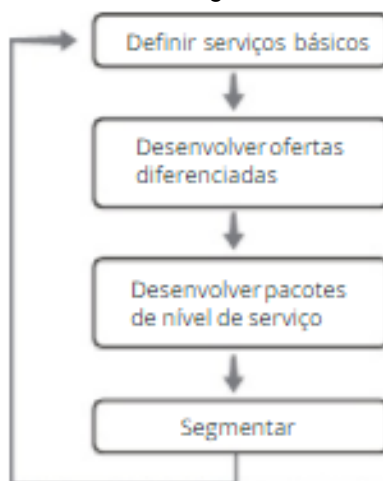 Definir serviços básicos
Desenvolver ofertas
diferenciadas
Desenvolver pacotes
de nível de serviço
Segmentar